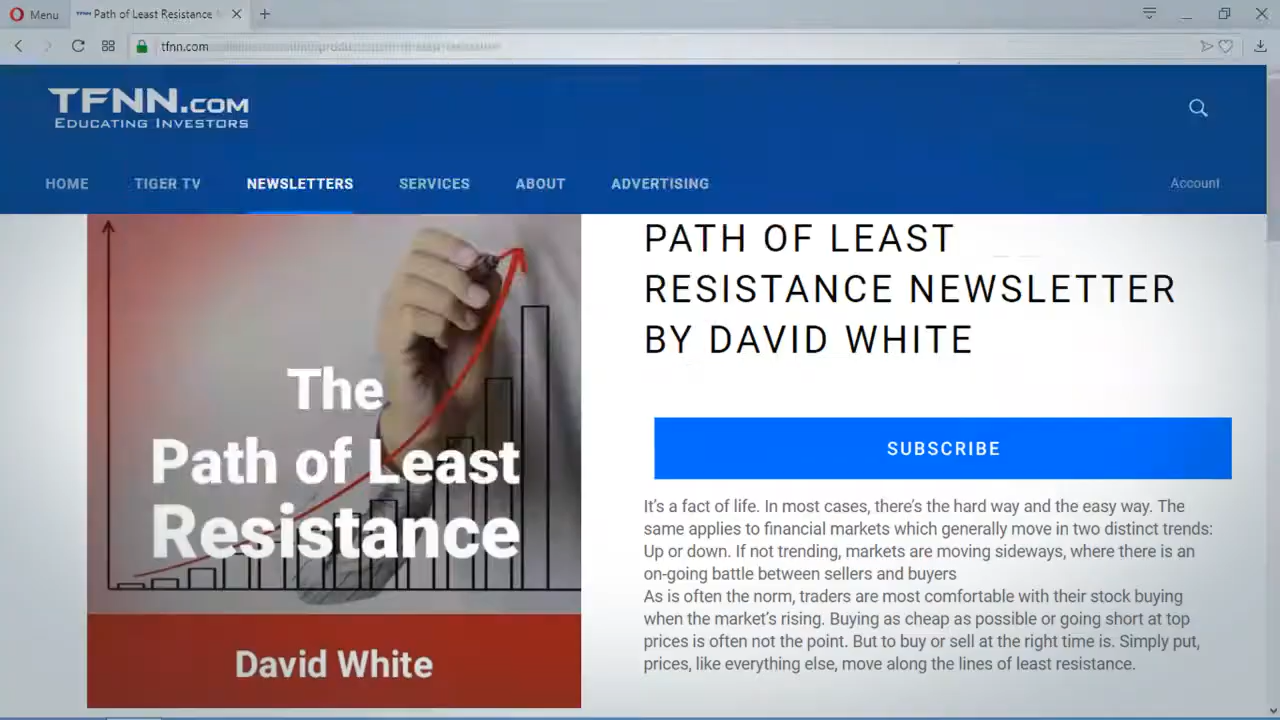 Menu
Path of Least Resistance
tfnn.com
TFNN.COM
EDUCATING INVESTORS
HOME TIGER TV NEWSLETTERS SERVICES ABOUT ADVERTISING Account
The
Path of Least
Resistance
David White
PATH OF LEAST
RESISTANCE NEWSLETTER
BY DAVID WHITE
SUBSCRIBE
It’s a fact of life. In most cases, there’s the hard way and the easy way. The
same applies to financial markets which generally move in two distinct trends:
Up or down. If not trending, markets are moving sideways, where there is an
on-going battle between sellers and buyers
As is often the norm, traders are most comfortable with their stock buying
when the market’s rising. Buying as cheap as possible or going short at top
prices is often not the point. But to buy or sell at the right time is. Simply put,
prices, like everything else, move along the lines of least resistance.